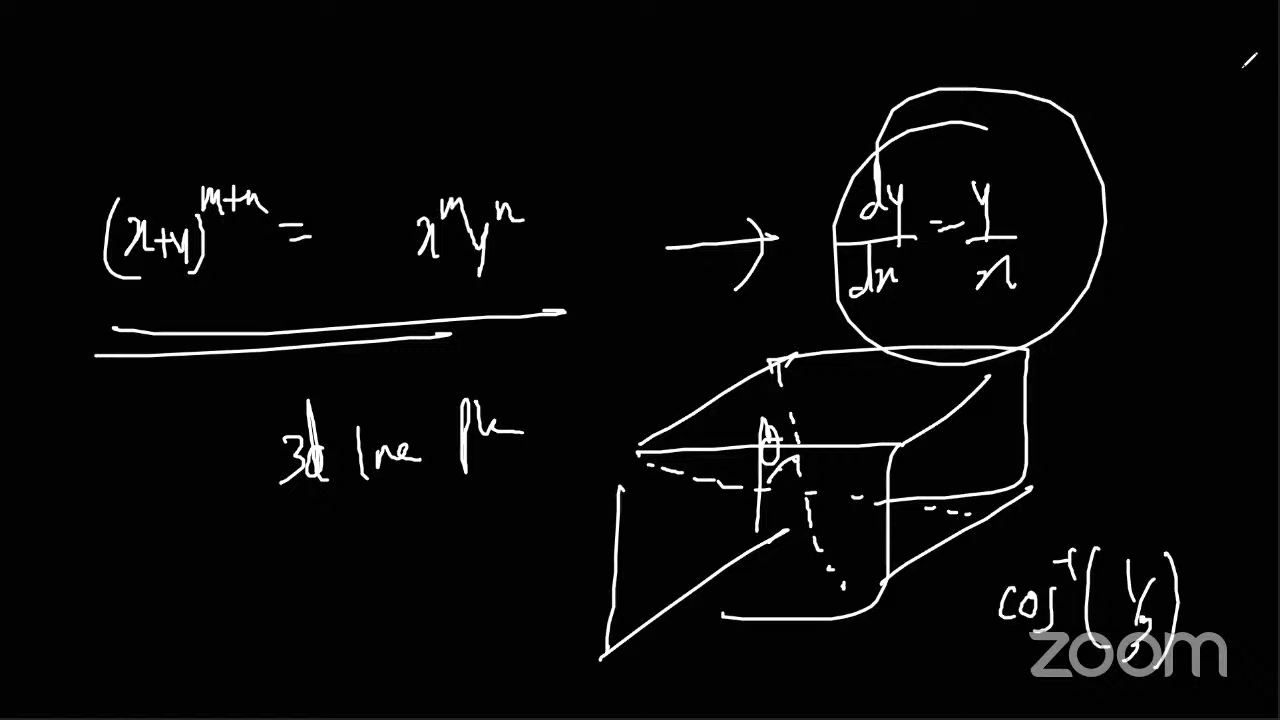 (x+y)^{m+n} = x^m y^n → dy/dx = y/x
3d line
θ
cos^{-1}(1/3)
zoom